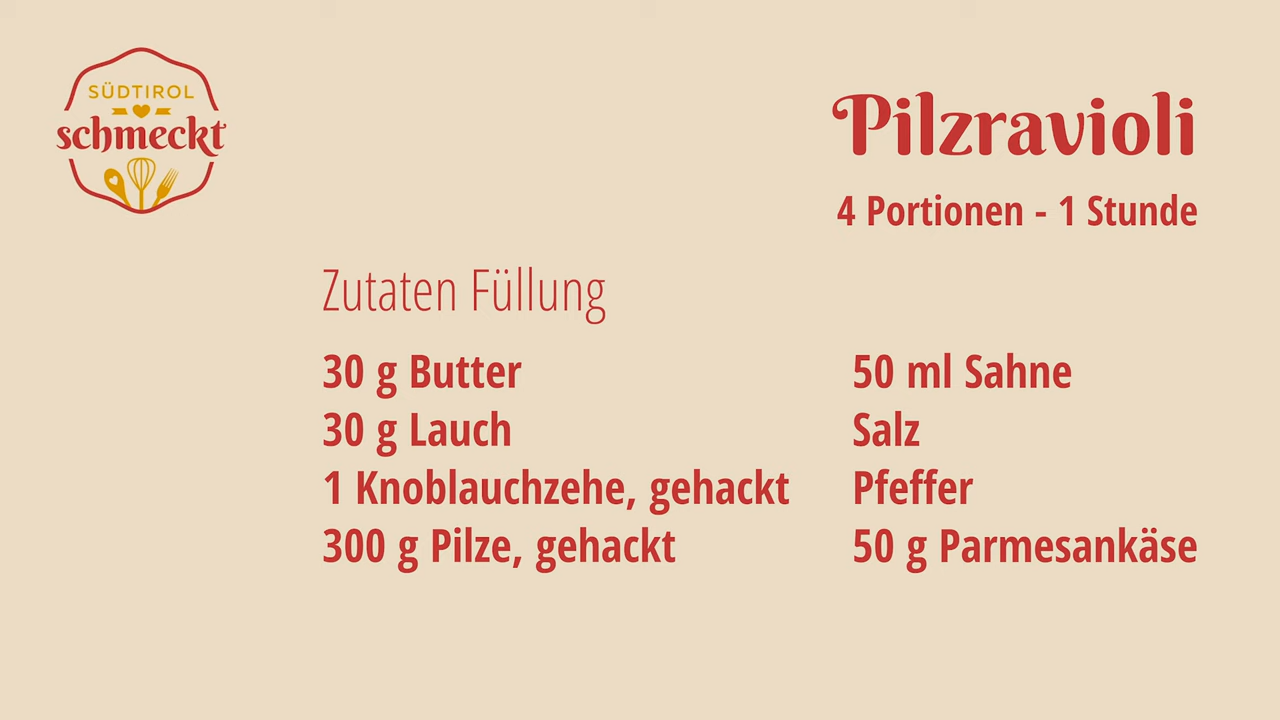 SÜDTIROL
schmeckt
Pilzravioli
4 Portionen - 1 Stunde
Zutaten Füllung
30 g Butter
30 g Lauch
1 Knoblauchzehe, gehackt
300 g Pilze, gehackt
50 ml Sahne
Salz
Pfeffer
50 g Parmesankäse